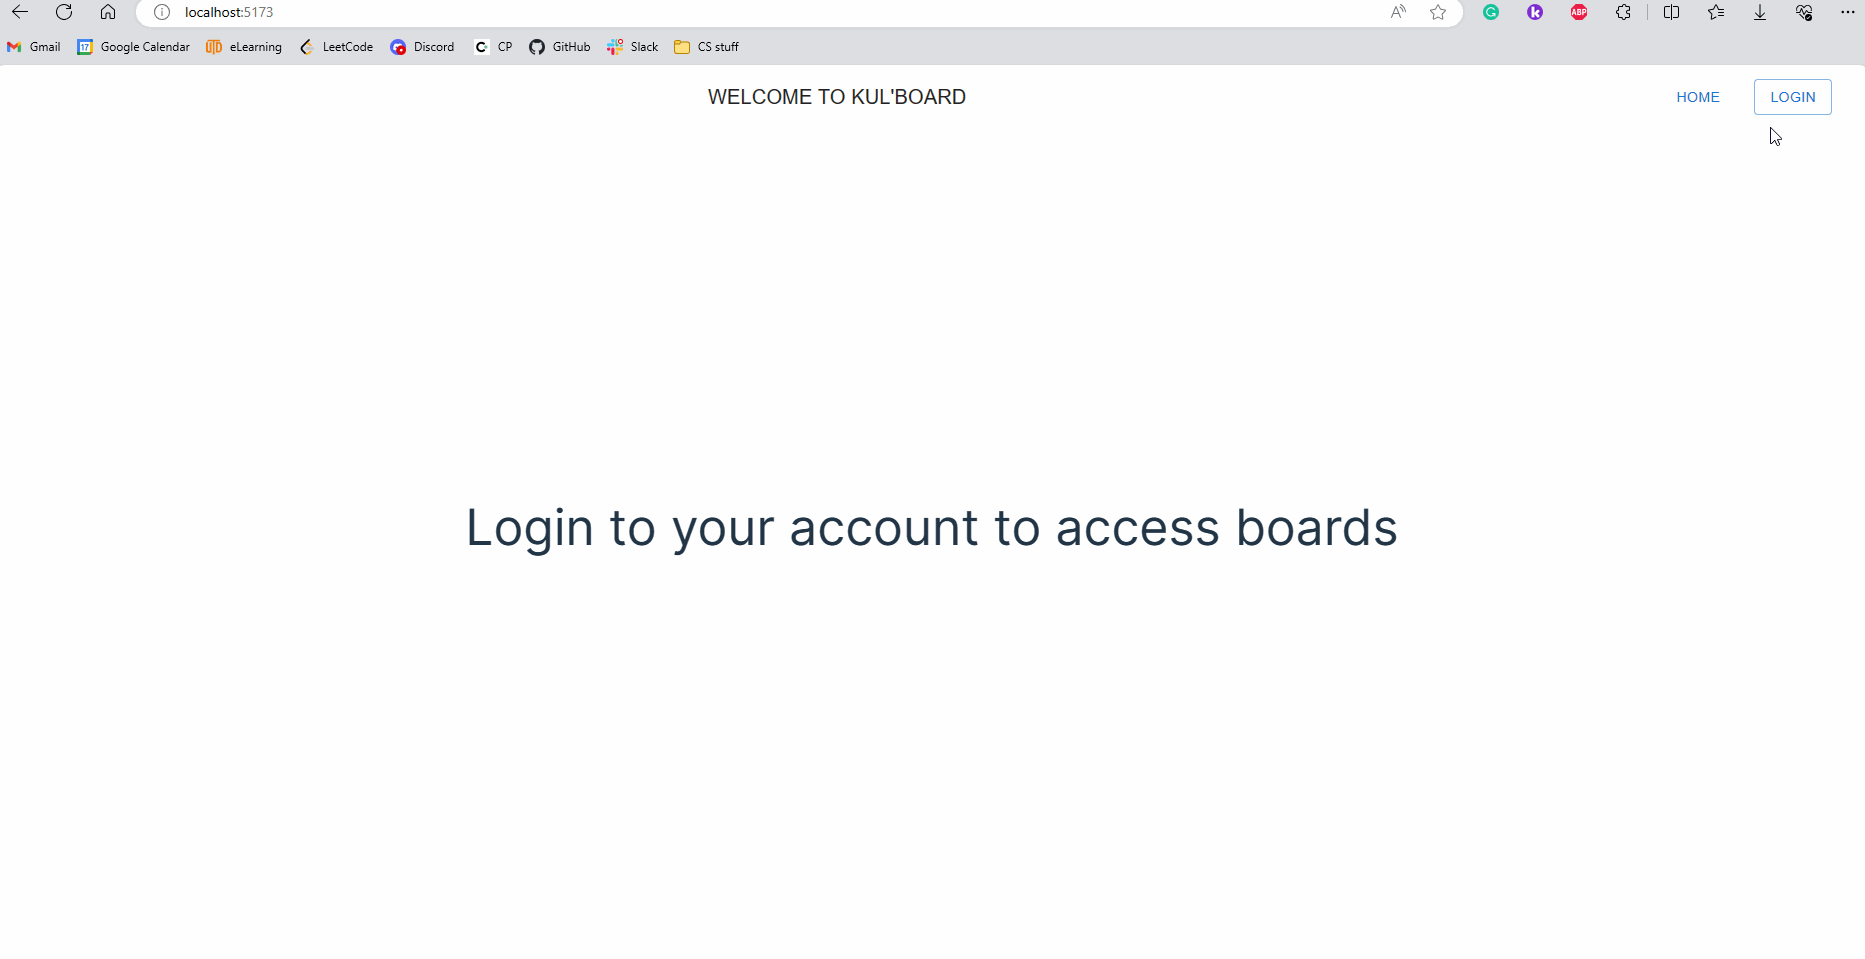 localhost:5173
Gmail
Google Calendar
eLearning
LeetCode
Discord
CP
GitHub
Slack
CS stuff
WELCOME TO KUL'BOARD
HOME
LOGIN
Login to your account to access boards